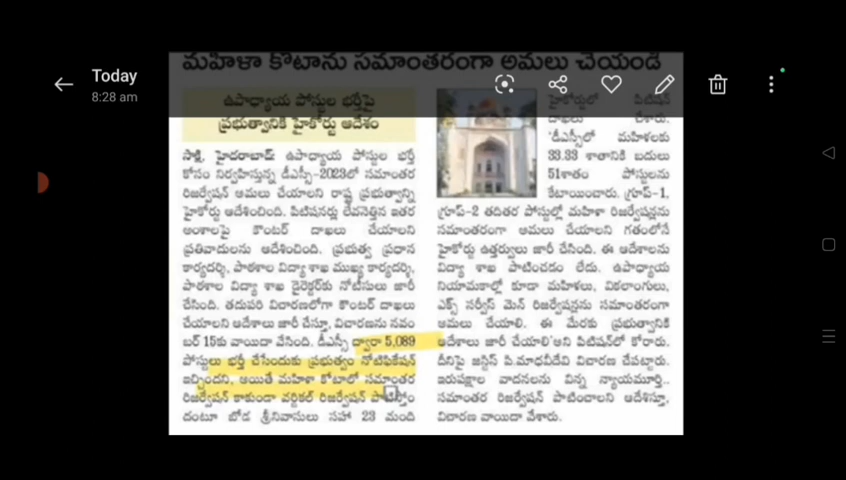 Today
8:28 am
మహిళా కోటాను సమాంతరంగా అమలు చేయండి
ఉపాధ్యాయ పోస్టుల భర్తీపై
ప్రభుత్వానికి హైకోర్టు ఆదేశం
సాక్షి, హైదరాబాద్: ఉపాధ్యాయ పోస్టుల భర్తీ
కోసం నిర్వహిస్తున్న డీఎస్సీ–2023లో సమాంతర
రిజర్వేషన్ అమలు చేయాలని రాష్ట్ర ప్రభుత్వాన్ని
హైకోర్టు ఆదేశించింది. పిటిషనర్లు లేవనెత్తిన ఇతర
అంశాలపై కౌంటర్ దాఖలు చేయాలని
ప్రతివాదులను ఆదేశించింది. ప్రభుత్వ ప్రధాన
కార్యదర్శి, పాఠశాల విద్యా శాఖ ముఖ్య కార్యదర్శి,
పాఠశాల విద్యా శాఖ డైరెక్టర్‌కు నోటీసులు జారీ
చేసింది. తదుపరి విచారణలోగా కౌంటర్ దాఖలు
చేయాలని ఆదేశాలు జారీ చేస్తూ, విచారణను నవం
బర్ 15కు వాయిదా వేసింది. డీఎస్సీ ద్వారా 5,089
పోస్టులు భర్తీ చేసేందుకు ప్రభుత్వం నోటిఫికేషన్
ఇచ్చిందని, అయితే మహిళా కోటాలో సమాంతర
రిజర్వేషన్ కాకుండా వర్టికల్ రిజర్వేషన్
దంటూ బోడ శ్రీనివాసులు సహా 23 మంది
హైకోర్టులో పిటిషన్
దాఖలు చేశారు.
'డీఎస్సీలో మహిళలకు
33.33 శాతానికి బదులు
51శాతం పోస్టులను
కేటాయించారు. గ్రూప్–1,
గ్రూప్–2 తదితర పోస్టుల్లో మహిళా రిజర్వేషన్లను
సమాంతరంగా అమలు చేయాలని గతంలోనే
హైకోర్టు ఉత్తర్వులు జారీ చేసింది. ఈ ఆదేశాలను
విద్యా శాఖ పాటించడం లేదు. ఉపాధ్యాయ
నియామకాల్లో కూడా మహిళలు, వికలాంగులు,
ఎక్స్ సర్వీస్ మెన్ రిజర్వేషన్లను సమాంతరంగా
అమలు చేయాలి. ఈ మేరకు ప్రభుత్వానికి
ఆదేశాలు జారీ చేయాలి'అని పిటిషన్‌లో కోరారు.
దీనిపై జస్టిస్ పి.మాధవీదేవి విచారణ చేపట్టారు.
ఇరుపక్షాల వాదనలను విన్న న్యాయమూర్తి..
సమాంతర రిజర్వేషన్ పాటించాలని ఆదేశిస్తూ,
విచారణ వాయిదా వేశారు.